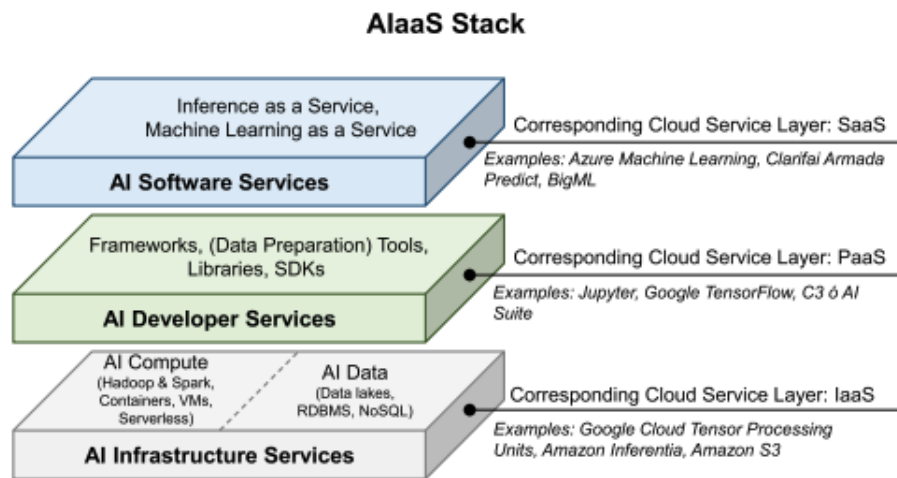 AIaaS Stack
Inference as a Service,
Machine Learning as a Service
AI Software Services
Corresponding Cloud Service Layer: SaaS
Examples: Azure Machine Learning, Clarifai Armada
Predict, BigML
Frameworks, (Data Preparation) Tools,
Libraries, SDKs
AI Developer Services
Corresponding Cloud Service Layer: PaaS
Examples: Jupyter, Google TensorFlow, C3 ó AI
Suite
AI Compute
(Hadoop & Spark,
Containers, VMs,
Serverless)
AI Data
(Data lakes,
RDBMS, NoSQL)
AI Infrastructure Services
Corresponding Cloud Service Layer: IaaS
Examples: Google Cloud Tensor Processing
Units, Amazon Inferentia, Amazon S3